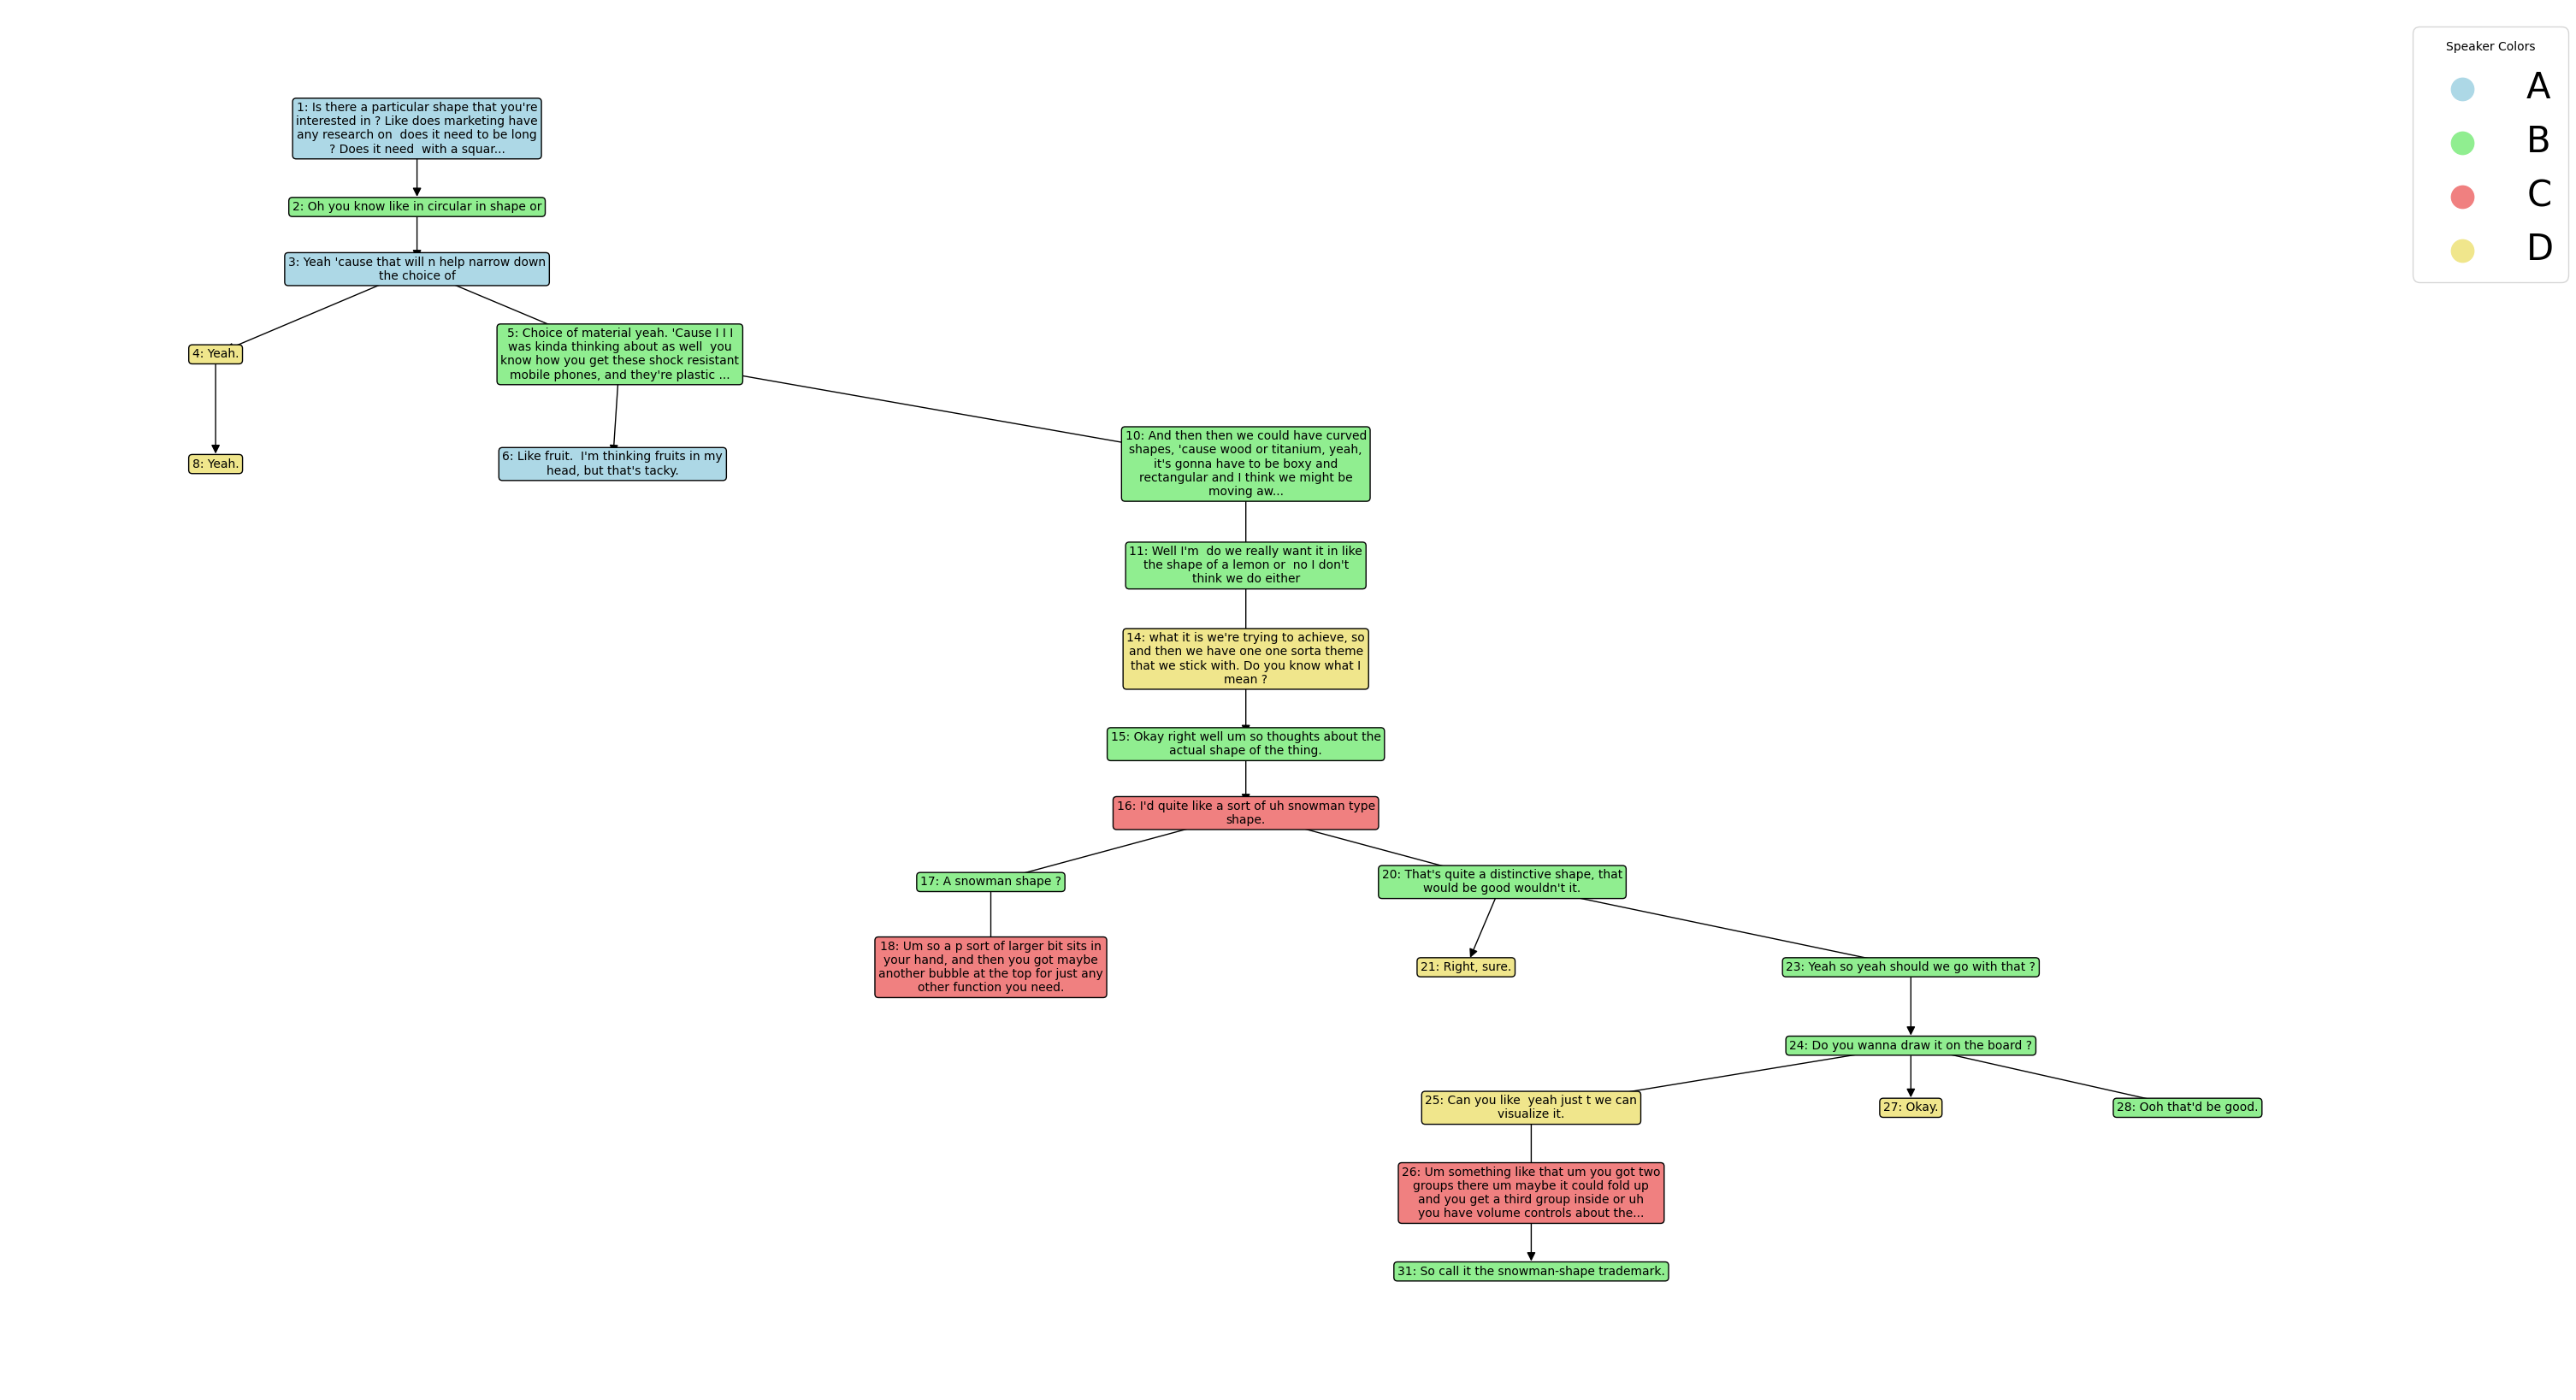 Speaker Colors
A
B
C
D
1: Is there a particular shape that you're
interested in ? Like does marketing have
any research on  does it need to be long
? Does it need  with a squar...
2: Oh you know like in circular in shape or
3: Yeah 'cause that will n help narrow down
the choice of
4: Yeah.
5: Choice of material yeah. 'Cause I I I
was kinda thinking about as well  you
know how you get these shock resistant
mobile phones, and they're plastic ...
8: Yeah.
6: Like fruit.  I'm thinking fruits in my
head, but that's tacky.
10: And then then we could have curved
shapes, 'cause wood or titanium, yeah,
it's gonna have to be boxy and
rectangular and I think we might be
moving aw...
11: Well I'm  do we really want it in like
the shape of a lemon or  no I don't
think we do either
14: what it is we're trying to achieve, so
and then we have one one sorta theme
that we stick with. Do you know what I
mean ?
15: Okay right well um so thoughts about the
actual shape of the thing.
16: I'd quite like a sort of uh snowman type
shape.
17: A snowman shape ?
20: That's quite a distinctive shape, that
would be good wouldn't it.
18: Um so a p sort of larger bit sits in
your hand, and then you got maybe
another bubble at the top for just any
other function you need.
21: Right, sure.
23: Yeah so yeah should we go with that ?
24: Do you wanna draw it on the board ?
25: Can you like  yeah just t we can
visualize it.
27: Okay.
28: Ooh that'd be good.
26: Um something like that um you got two
groups there um maybe it could fold up
and you get a third group inside or uh
you have volume controls about the...
31: So call it the snowman-shape trademark.